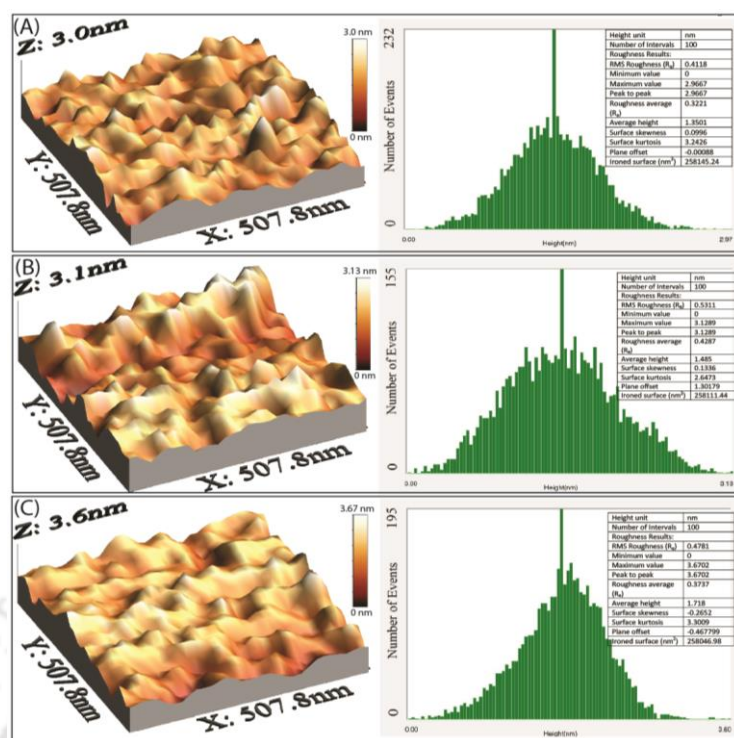 (A)
Z: 3.0nm
3.0 nm
0 nm
Y: 507.8nm
X: 507.8nm
232
Number of Events
0
0.00
Height(nm)
2.97
Height unit nm
Number of Intervals 100
Roughness Results:
RMS Roughness (Rq) 0.4118
Minimum value 0
Maximum value 2.9667
Peak to peak 2.9667
Roughness average 0.3221
(Ra)
Average height 1.3501
Surface skewness 0.0996
Surface kurtosis 3.2426
Plane offset -0.00088
Ironed surface (nm²) 258145.24
(B)
Z: 3.1nm
3.13 nm
0 nm
Y: 507.8nm
X: 507.8nm
155
Number of Events
0
Height(nm)
3.13
Height unit nm
Number of Intervals 100
Roughness Results:
RMS Roughness (Rq) 0.5311
Minimum value 0
Maximum value 3.1289
Peak to peak 3.1289
Roughness average 0.4287
(Ra)
Average height 1.485
Surface skewness 0.1336
Surface kurtosis 2.6473
Plane offset 1.30179
Ironed surface (nm²) 258111.44
(C)
Z: 3.6nm
3.67 nm
0 nm
Y: 507.8nm
X: 507.8nm
195
Number of Events
0
0.00
Height(nm)
Height unit nm
Number of Intervals 100
Roughness Results:
RMS Roughness (Rq) 0.4781
Minimum value 0
Maximum value 3.6702
Peak to peak 3.6702
Roughness average 0.3737
(Ra)
Average height 1.718
Surface skewness -0.2652
Surface kurtosis 3.3009
Plane offset -0.467799
Ironed surface (nm²) 258046.98